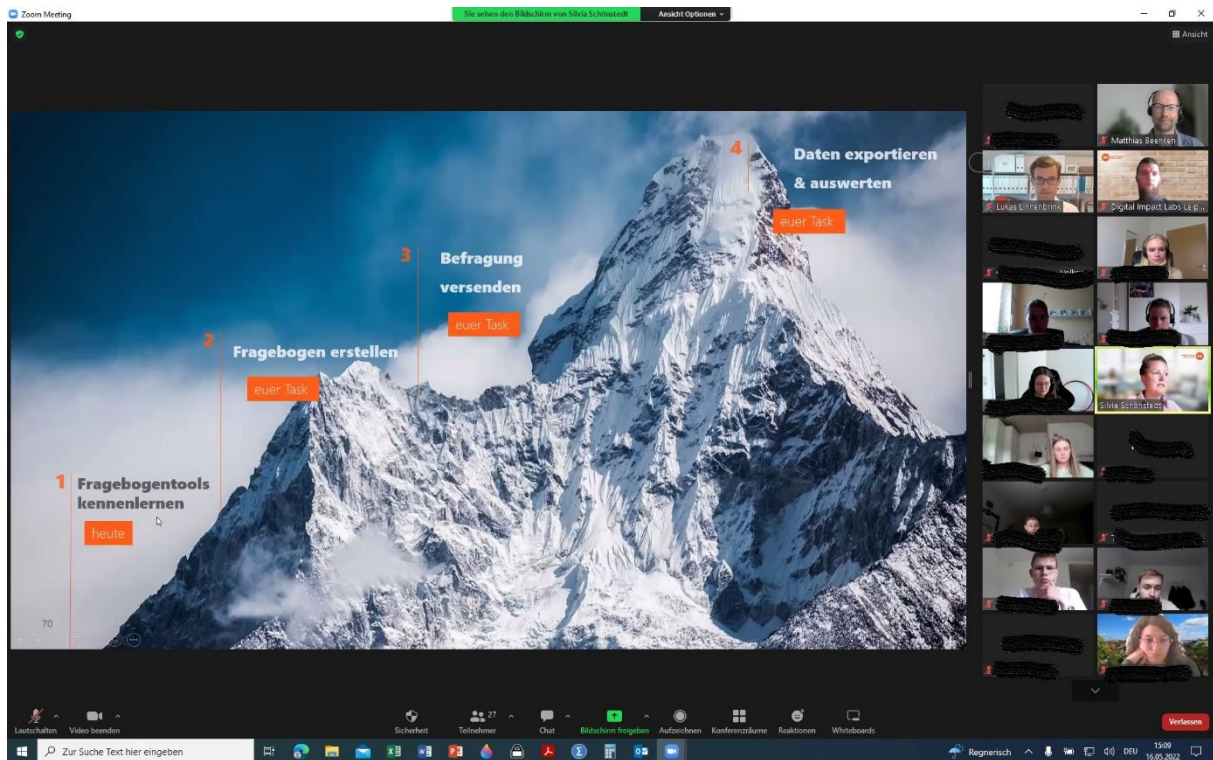 Zoom Meeting
Sie sehen den Bildschirm von Silvia Schönstedt
Ansicht Optionen
Ansicht
4
Daten exportieren
& auswerten
euer Task
3
Befragung
versenden
euer Task
2
Fragebogen erstellen
euer Task
1
Fragebogentools
kennenlernen
heute
70
Matthias Beenken
Lukas Linnenbrink
Digital Impact Labs Leip...
Silvia Schönstedt
Lautschalten
Video beenden
Sicherheit
27
Teilnehmer
Chat
Bildschirm freigeben
Aufzeichnen
Konferenzräume
Reaktionen
Whiteboards
Verlassen
Zur Suche Text hier eingeben
Regnerisch
DEU
15:09
16.05.2022